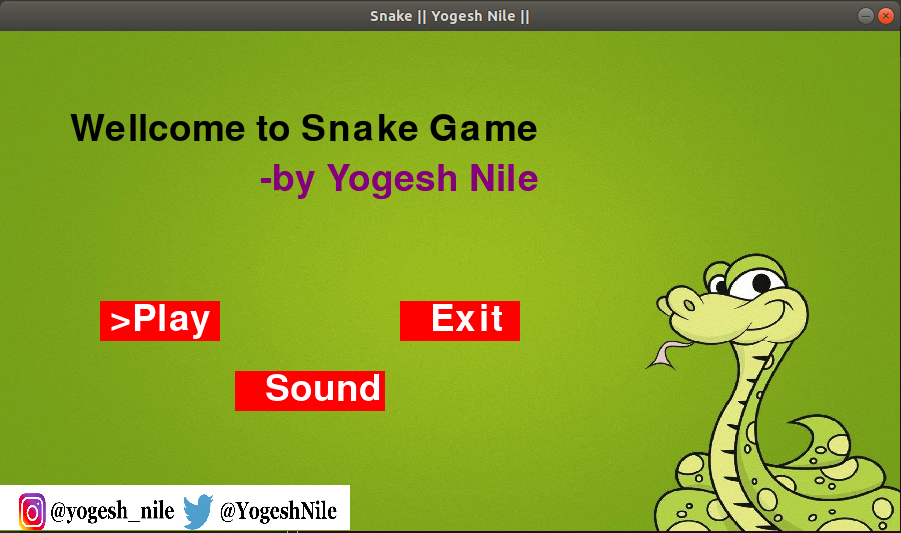 Snake || Yogesh Nile ||
Wellcome to Snake Game
-by Yogesh Nile
>Play
Exit
Sound
@yogesh_nile @YogeshNile